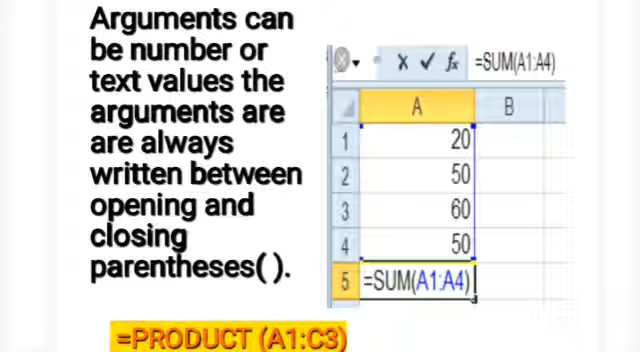 Arguments can
be number or
text values the
arguments are
are always
written between
opening and
closing
parentheses( ).
X ✓ fx =SUM(A1:A4)
A B
1 20
2 50
3 60
4 50
5 =SUM(A1:A4)
=PRODUCT (A1:C3)